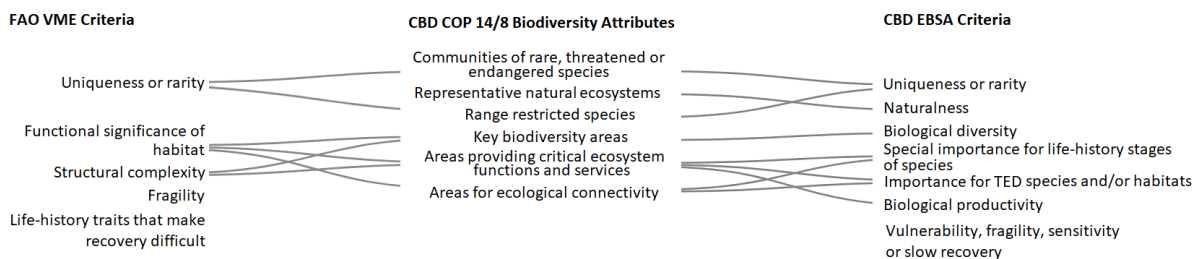 FAO VME Criteria
Uniqueness or rarity
Functional significance of
habitat
Structural complexity
Fragility
Life-history traits that make
recovery difficult
CBD COP 14/8 Biodiversity Attributes
Communities of rare, threatened or
endangered species
Representative natural ecosystems
Range restricted species
Key biodiversity areas
Areas providing critical ecosystem
functions and services
Areas for ecological connectivity
CBD EBSA Criteria
Uniqueness or rarity
Naturalness
Biological diversity
Special importance for life-history stages
of species
Importance for TED species and/or habitats
Biological productivity
Vulnerability, fragility, sensitivity
or slow recovery